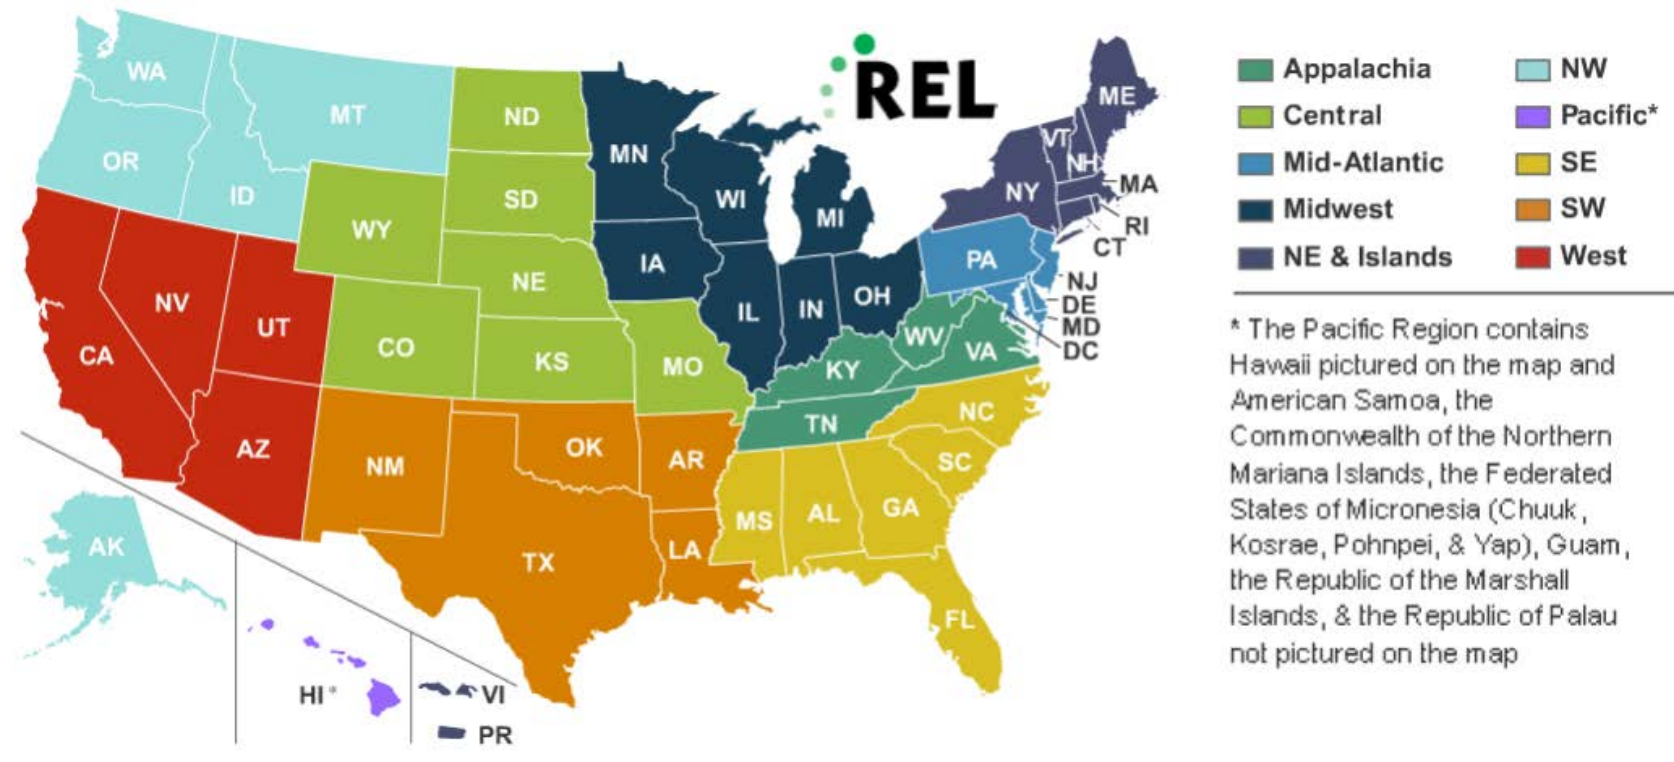 REL
WA
MT
ND
MN
ME
VT
NH
OR
ID
SD
WI
MI
NY
MA
RI
CT
WY
IA
PA
NE
NJ
DE
MD
DC
NV
UT
CO
KS
MO
IL
IN
OH
WV
VA
KY
CA
TN
NC
AZ
NM
OK
AR
SC
MS
AL
GA
TX
LA
AK
FL
HI*
VI
PR
Appalachia
Central
Mid-Atlantic
Midwest
NE & Islands
NW
Pacific*
SE
SW
West
* The Pacific Region contains
Hawaii pictured on the map and
American Samoa, the
Commonwealth of the Northern
Mariana Islands, the Federated
States of Micronesia (Chuuk,
Kosrae, Pohnpei, & Yap), Guam,
the Republic of the Marshall
Islands, & the Republic of Palau
not pictured on the map